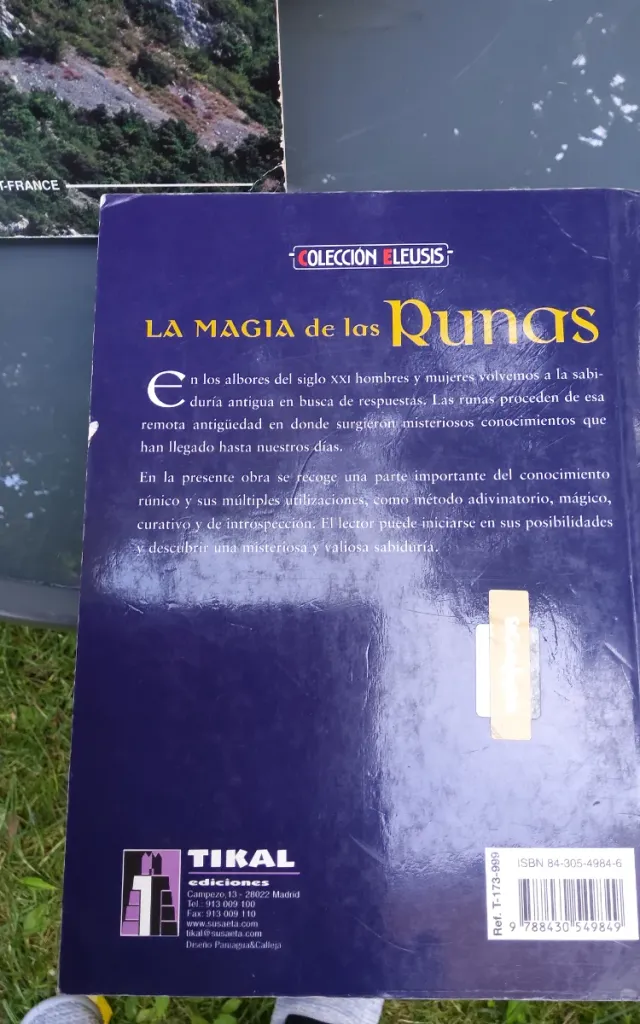 T-FRANCE
COLECCIÓN ELEUSIS
LA MAGIA de las Runas
En los albores del siglo XXI hombres y mujeres volvemos a la sabi-
duría antigua en busca de respuestas. Las runas proceden de esa
remota antigüedad en donde surgieron misteriosos conocimientos que
han llegado hasta nuestros días.
En la presente obra se recoge una parte importante del conocimiento
rúnico y sus múltiples utilizaciones, como método adivinatorio, mágico,
curativo y de introspección. El lector puede iniciarse en sus posibilidades
y descubrir una misteriosa y valiosa sabiduría.
TIKAL
ediciones
Campezo,13 - 28022 Madrid
Tel.: 913 009 100
Fax: 913 009 110
www.susaeta.com
tikal@susaeta.com
Diseño Paniagua&Calleja
Ref. T-173-999
ISBN 84-305-4984-6
9 788430 549849